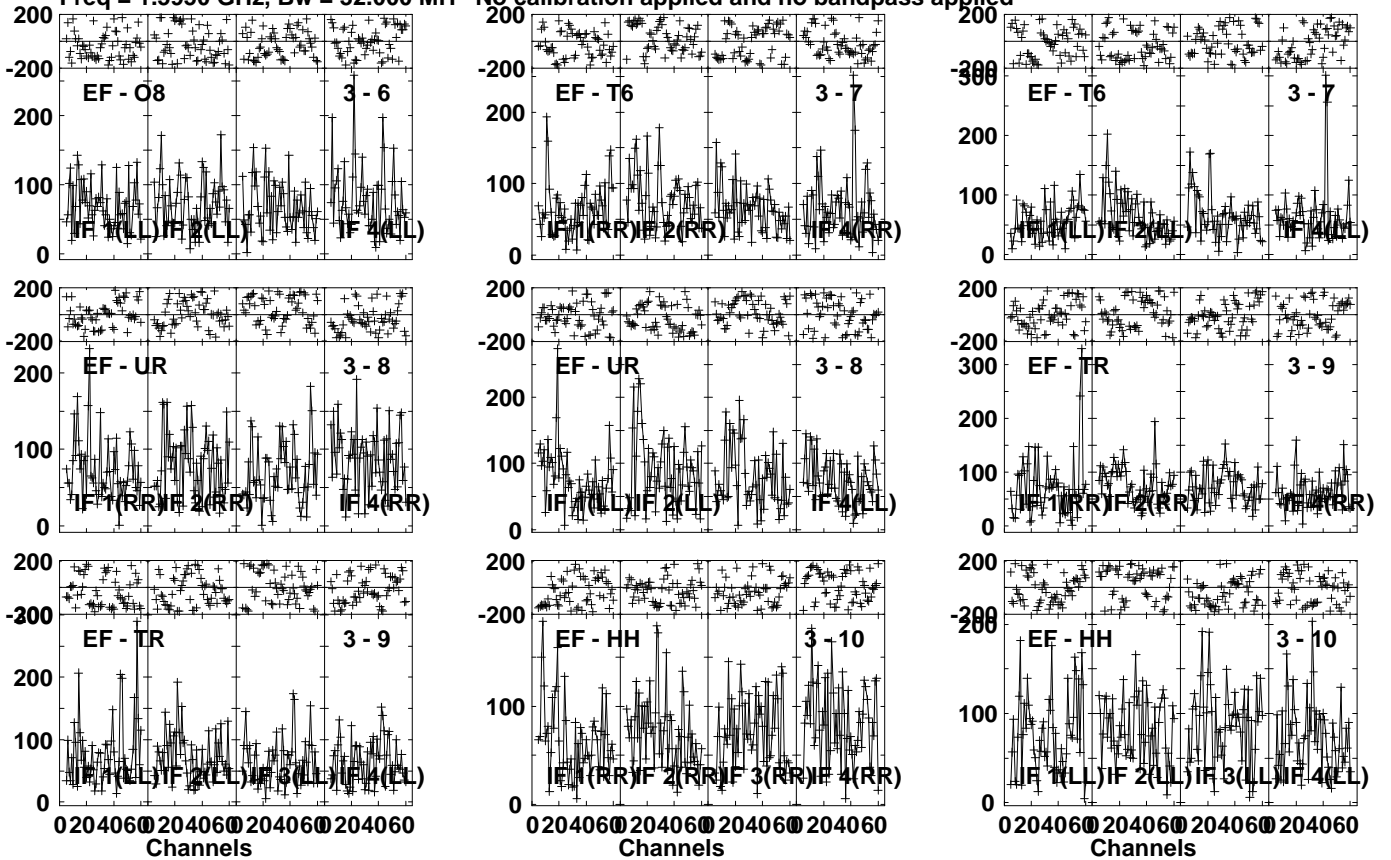 Freq = 1.5950 GHz, Bw = 32.000 MH No calibration applied and no bandpass applied
200
-200
EF - O8 3 - 6
200
100
0
IF 1(LL) IF 2(LL) IF 4(LL)
200
-200
EF - T6 3 - 7
200
100
0
IF 1(RR) IF 2(RR) IF 4(RR)
200
-200
300
EF - T6 3 - 7
200
100
0
IF 1(LL) IF 2(LL) IF 4(LL)
200
-200
EF - UR 3 - 8
200
100
0
IF 1(RR) IF 2(RR) IF 4(RR)
200
-200
EF - UR 3 - 8
200
100
0
IF 1(LL) IF 2(LL) IF 4(LL)
200
-200
EF - TR 3 - 9
300
200
100
0
IF 1(RR) IF 2(RR) IF 4(RR)
200
-200
300
EF - TR 3 - 9
200
100
0
IF 1(LL) IF 2(LL) IF 3(LL) IF 4(LL)
0 20 40 60 0 20 40 60 0 20 40 60 0 20 40 60
Channels
200
-200
EF - HH 3 - 10
100
0
IF 1(RR) IF 2(RR) IF 3(RR) IF 4(RR)
0 20 40 60 0 20 40 60 0 20 40 60 0 20 40 60
Channels
200
-200
200
EF - HH 3 - 10
100
0
IF 1(LL) IF 2(LL) IF 3(LL) IF 4(LL)
0 20 40 60 0 20 40 60 0 20 40 60 0 20 40 60
Channels